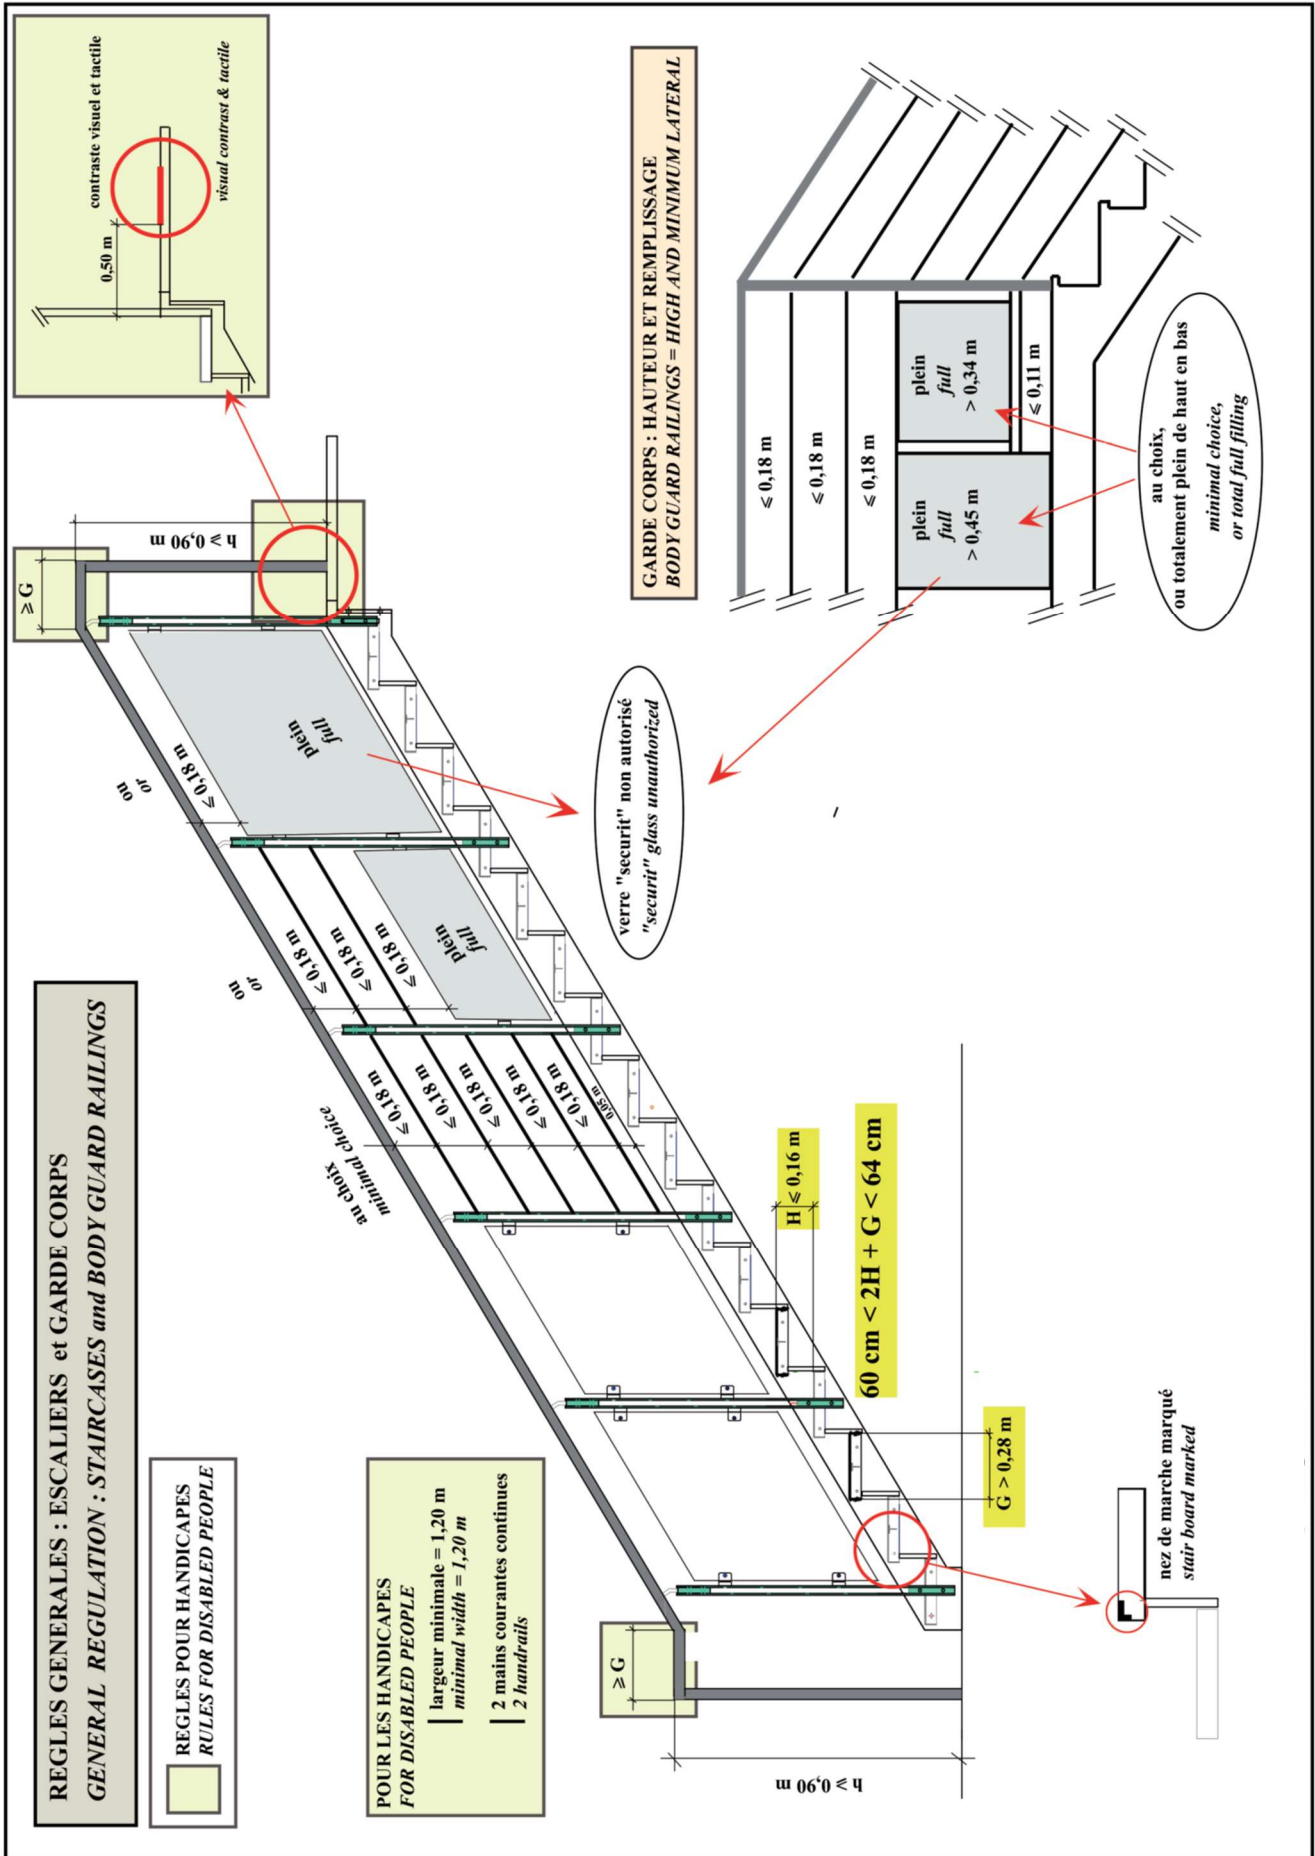 REGLES GENERALES : ESCALIERS et GARDE CORPS
GENERAL REGULATION : STAIRCASES and BODY GUARD RAILINGS
REGLES POUR HANDICAPES
RULES FOR DISABLED PEOPLE
POUR LES HANDICAPES
FOR DISABLED PEOPLE
largeur minimale = 1,20 m
minimal width = 1,20 m
2 mains courantes continues
2 handrails
≥ G
h ≥ 0,90 m
au choix
minimal choice
≤ 0,18 m
≤ 0,18 m
≤ 0,18 m
≤ 0,18 m
≤ 0,18 m
0,05 m
ou
or
≤ 0,18 m
≤ 0,18 m
≤ 0,18 m
plein
full
ou
or
≤ 0,18 m
plein
full
≥ G
h ≥ 0,90 m
contraste visuel et tactile
0,50 m
visual contrast & tactile
H ≤ 0,16 m
60 cm < 2H + G < 64 cm
G > 0,28 m
nez de marche marqué
stair board marked
verre "securit" non autorisé
"securit" glass unauthorized
GARDE CORPS : HAUTEUR ET REMPLISSAGE
BODY GUARD RAILINGS = HIGH AND MINIMUM LATERAL
≤ 0,18 m
≤ 0,18 m
≤ 0,18 m
plein
full
> 0,45 m
plein
full
> 0,34 m
≤ 0,11 m
au choix,
ou totalement plein de haut en bas
minimal choice,
or total full filling